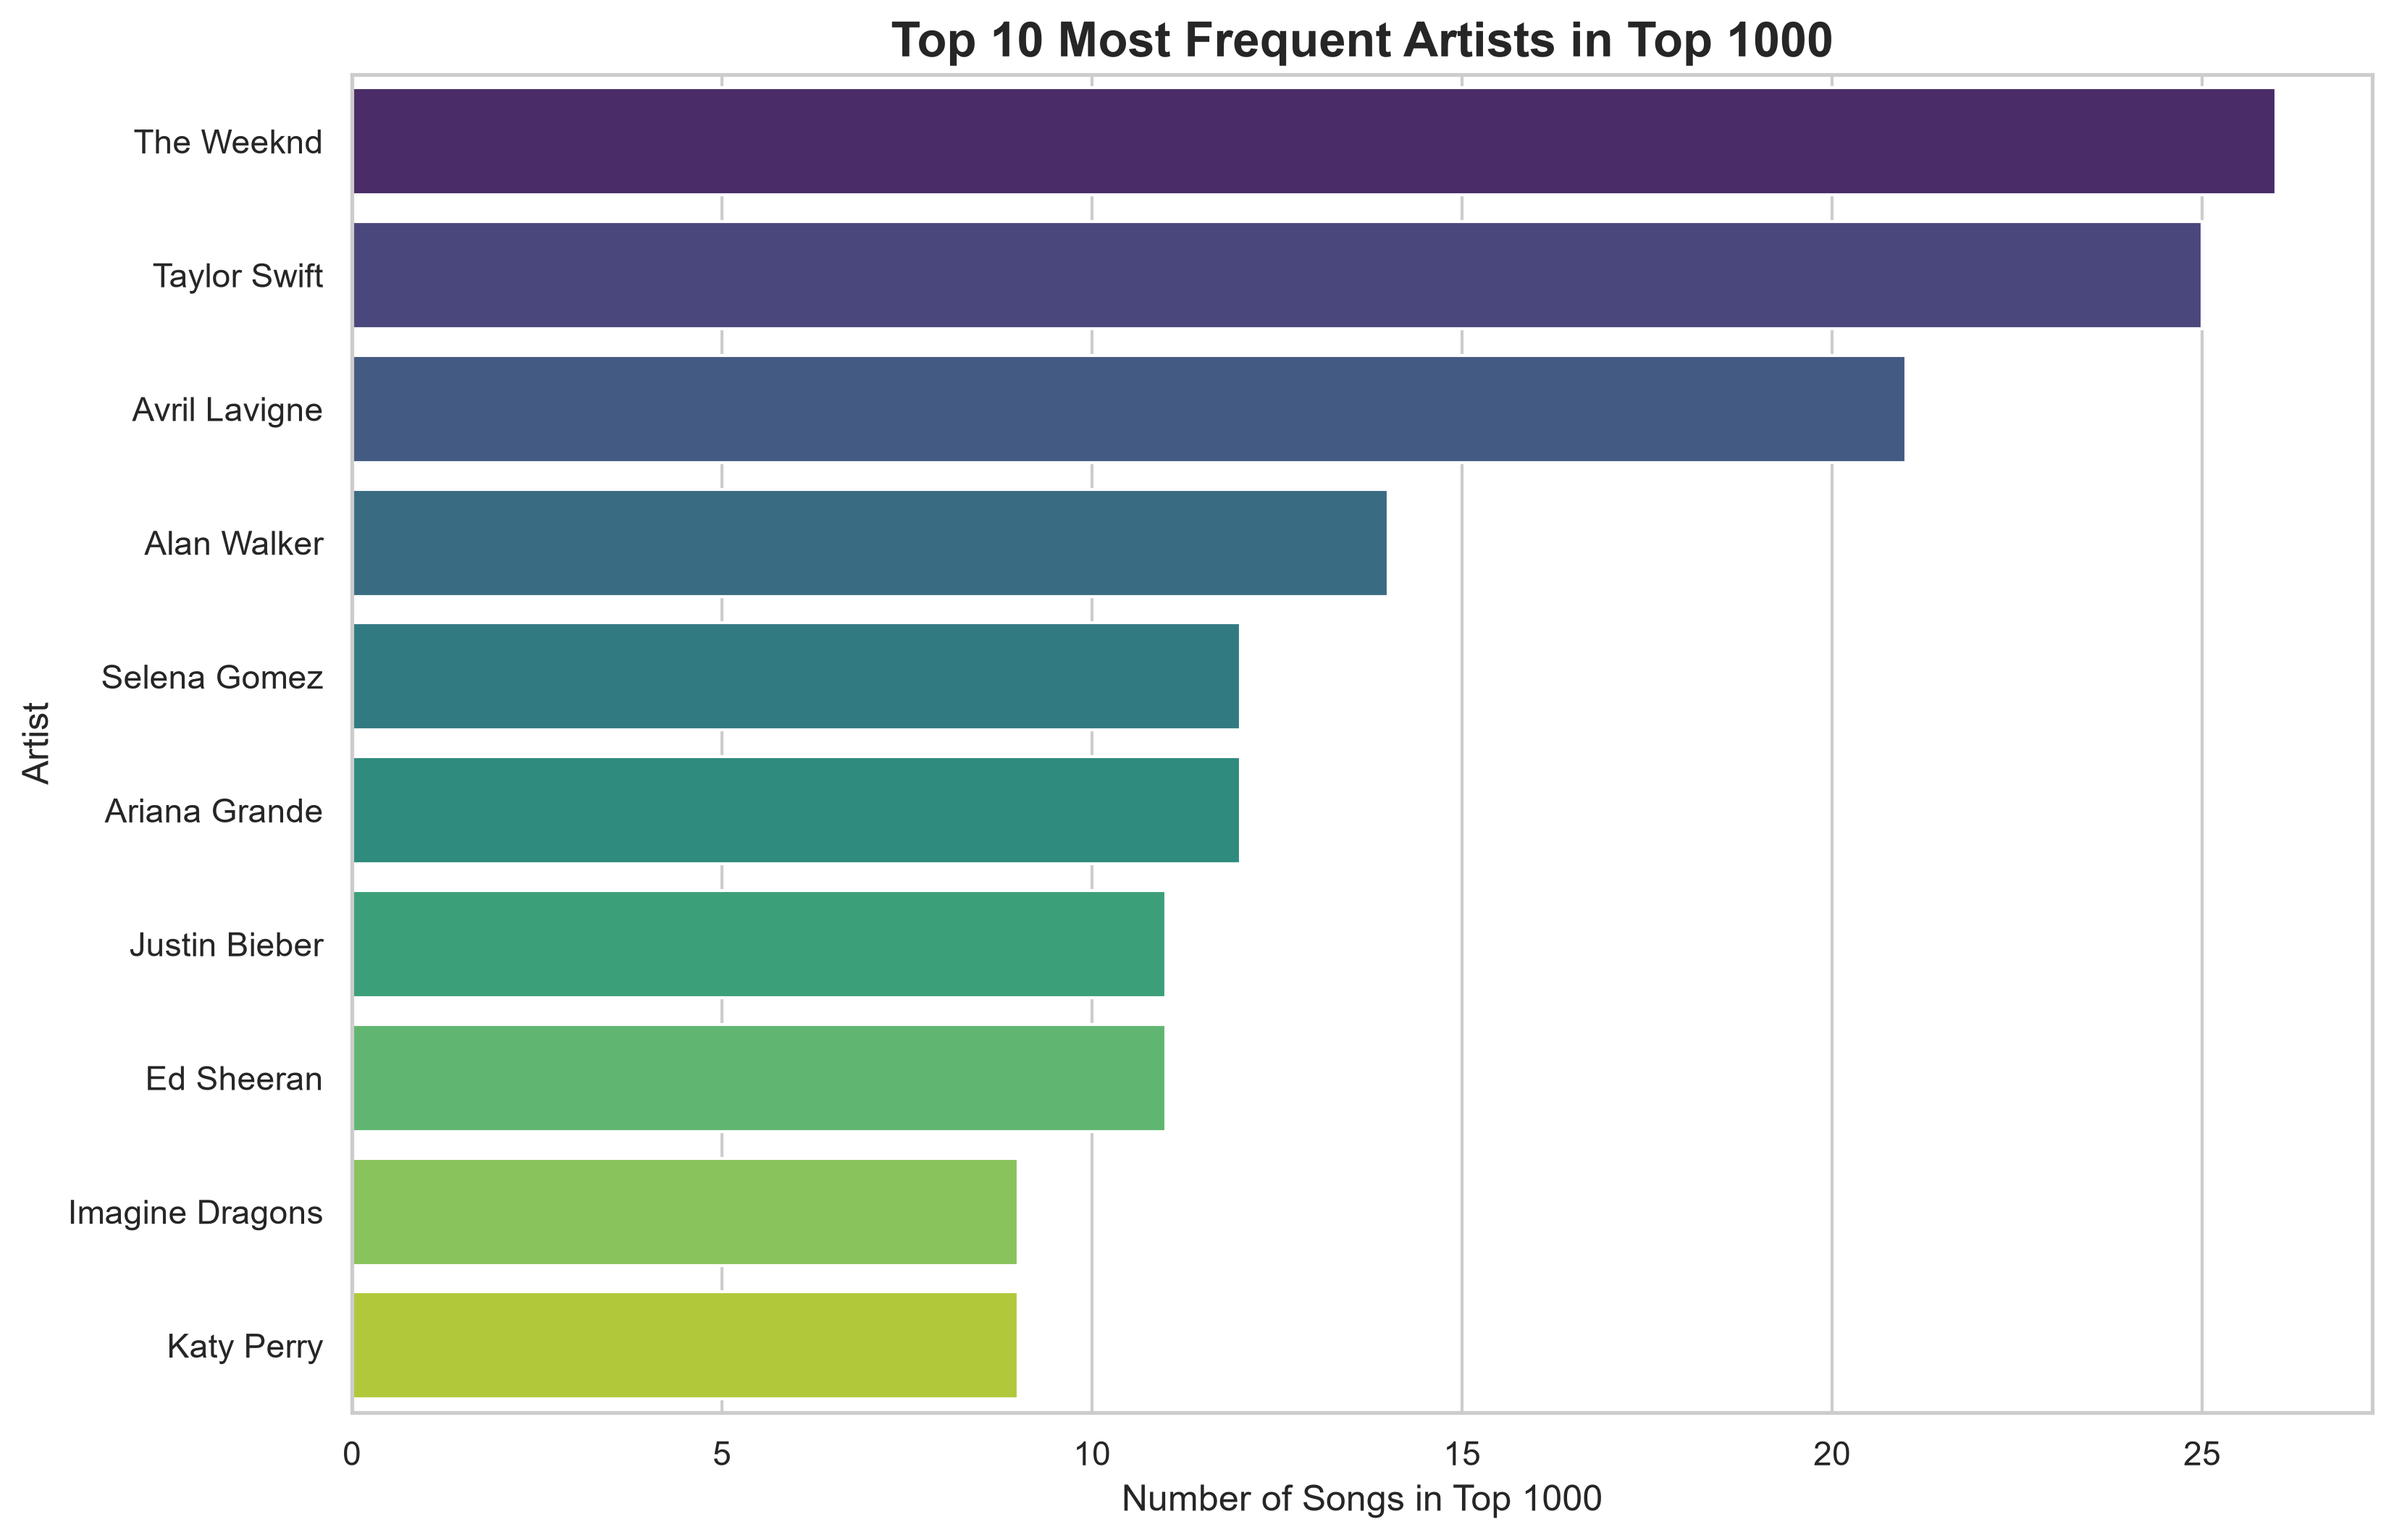 Top 10 Most Frequent Artists in Top 1000
The Weeknd
Taylor Swift
Avril Lavigne
Alan Walker
Selena Gomez
Ariana Grande
Justin Bieber
Ed Sheeran
Imagine Dragons
Katy Perry
Artist
0 5 10 15 20 25
Number of Songs in Top 1000